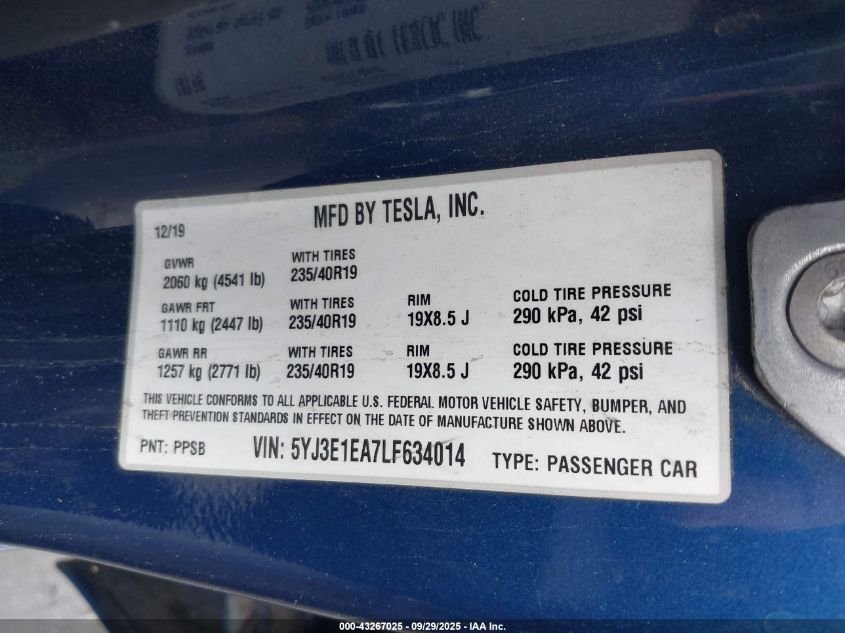 MFD BY TESLA, INC.
12/19
GVWR WITH TIRES
2060 kg (4541 lb) 235/40R19
GAWR FRT WITH TIRES RIM COLD TIRE PRESSURE
1110 kg (2447 lb) 235/40R19 19X8.5 J 290 kPa, 42 psi
GAWR RR WITH TIRES RIM COLD TIRE PRESSURE
1257 kg (2771 lb) 235/40R19 19X8.5 J 290 kPa, 42 psi
THIS VEHICLE CONFORMS TO ALL APPLICABLE U.S. FEDERAL MOTOR VEHICLE SAFETY, BUMPER, AND
THEFT PREVENTION STANDARDS IN EFFECT ON THE DATE OF MANUFACTURE SHOWN ABOVE.
PNT: PPSB VIN: 5YJ3E1EA7LF634014 TYPE: PASSENGER CAR
000-43267025 - 09/29/2025 - IAA Inc.